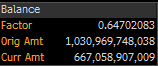 Balance
Factor 0.64702083
Orig Amt 1,030,969,748,038
Curr Amt 667,058,907,009